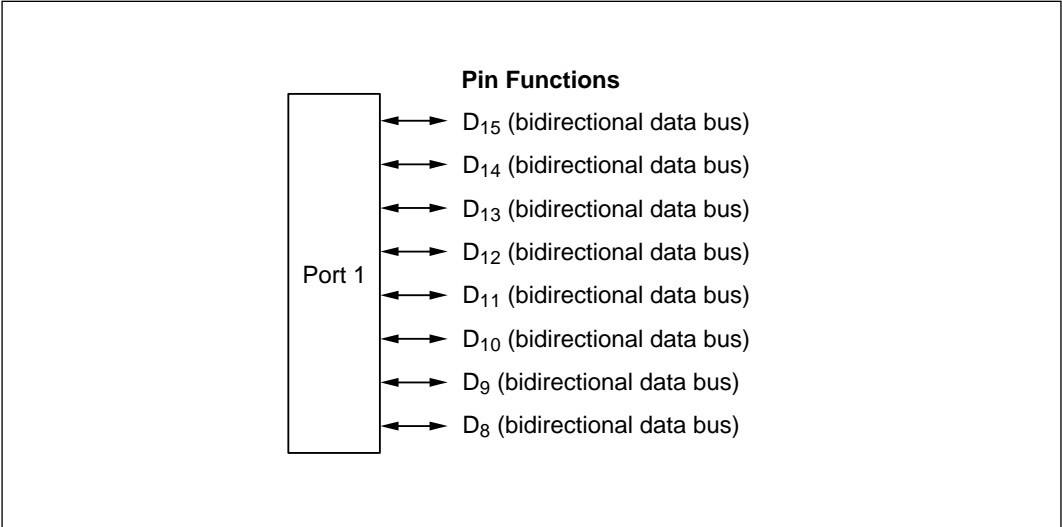 Pin Functions
D15 (bidirectional data bus)
D14 (bidirectional data bus)
D13 (bidirectional data bus)
D12 (bidirectional data bus)
Port 1
D11 (bidirectional data bus)
D10 (bidirectional data bus)
D9 (bidirectional data bus)
D8 (bidirectional data bus)